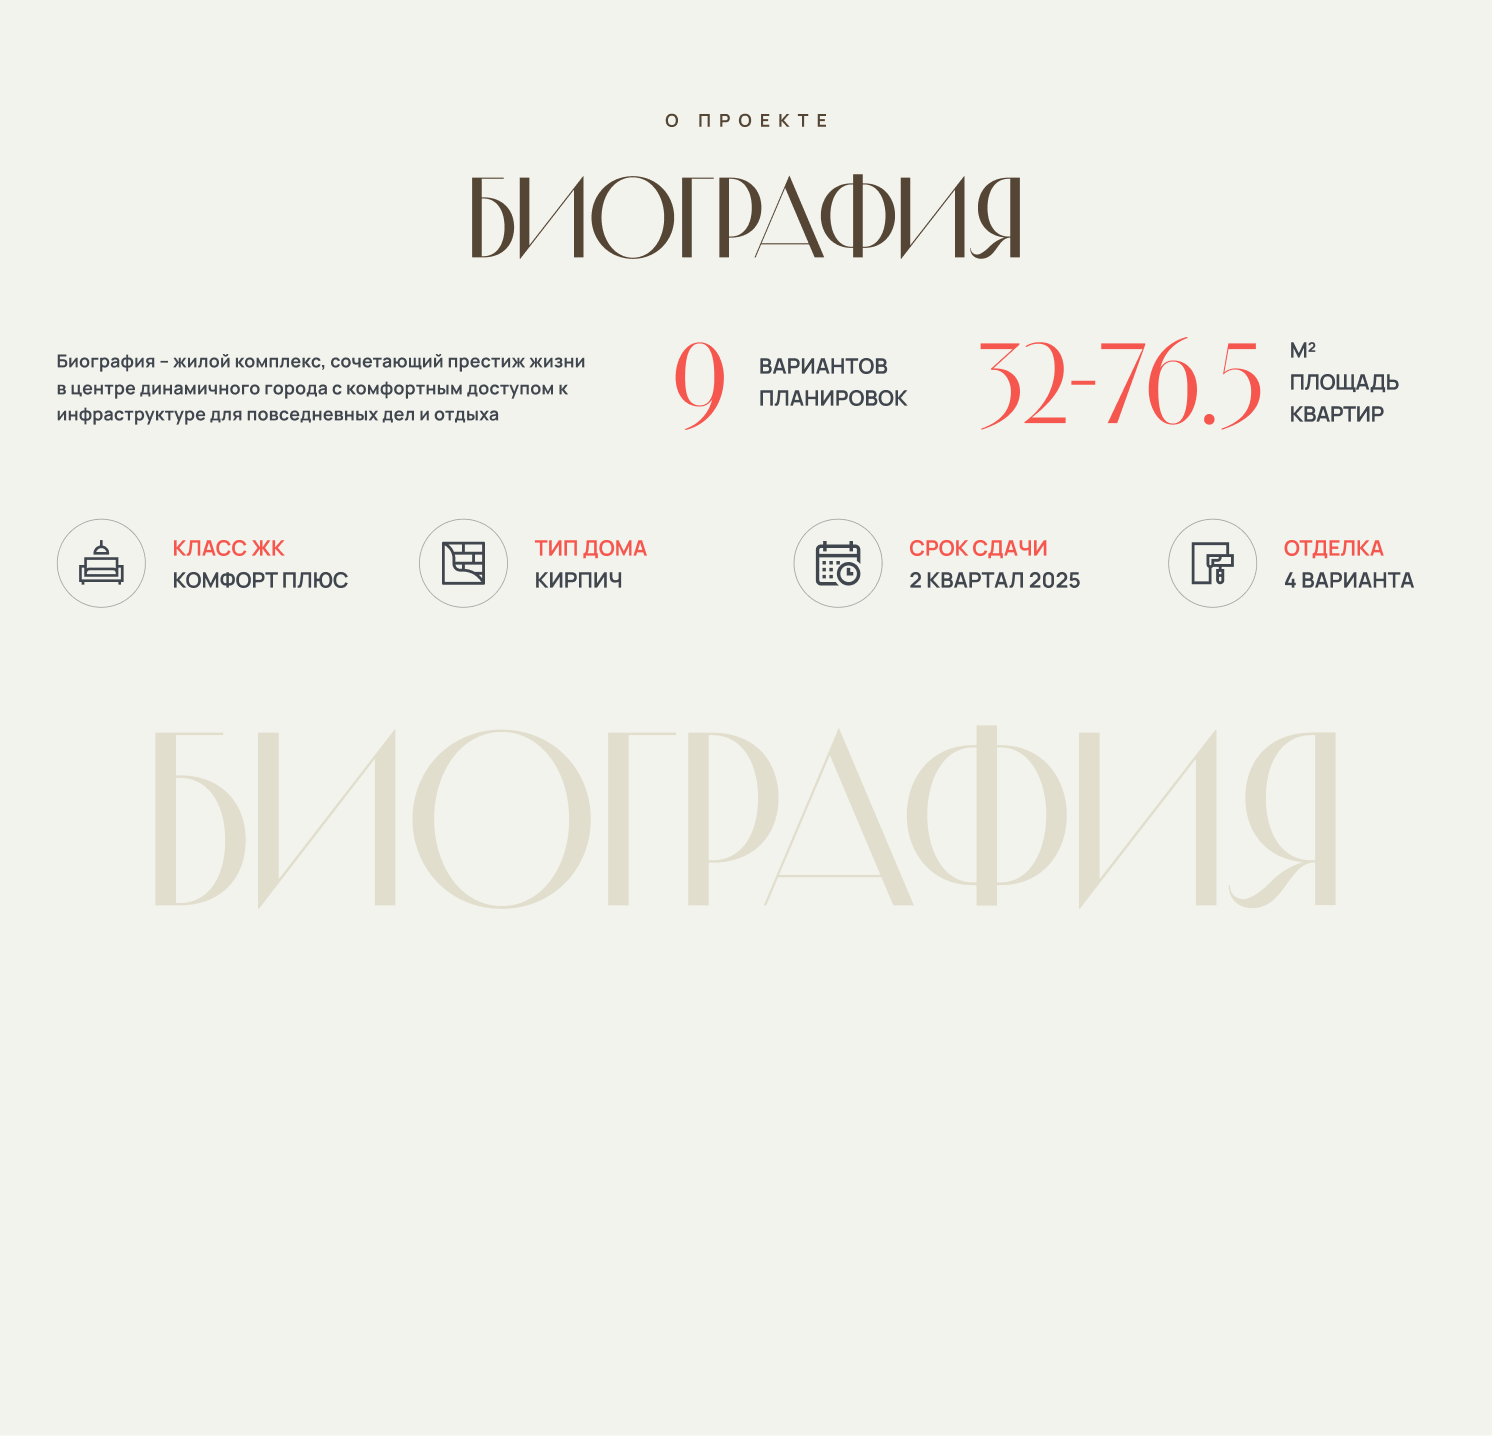 О ПРОЕКТЕ
БИОГРАФИЯ
Биография – жилой комплекс, сочетающий престиж жизни
в центре динамичного города с комфортным доступом к
инфраструктуре для повседневных дел и отдыха
9
ВАРИАНТОВ
ПЛАНИРОВОК
32-76.5
М²
ПЛОЩАДЬ
КВАРТИР
КЛАСС ЖК
КОМФОРТ ПЛЮС
ТИП ДОМА
КИРПИЧ
СРОК СДАЧИ
2 КВАРТАЛ 2025
ОТДЕЛКА
4 ВАРИАНТА
БИОГРАФИЯ